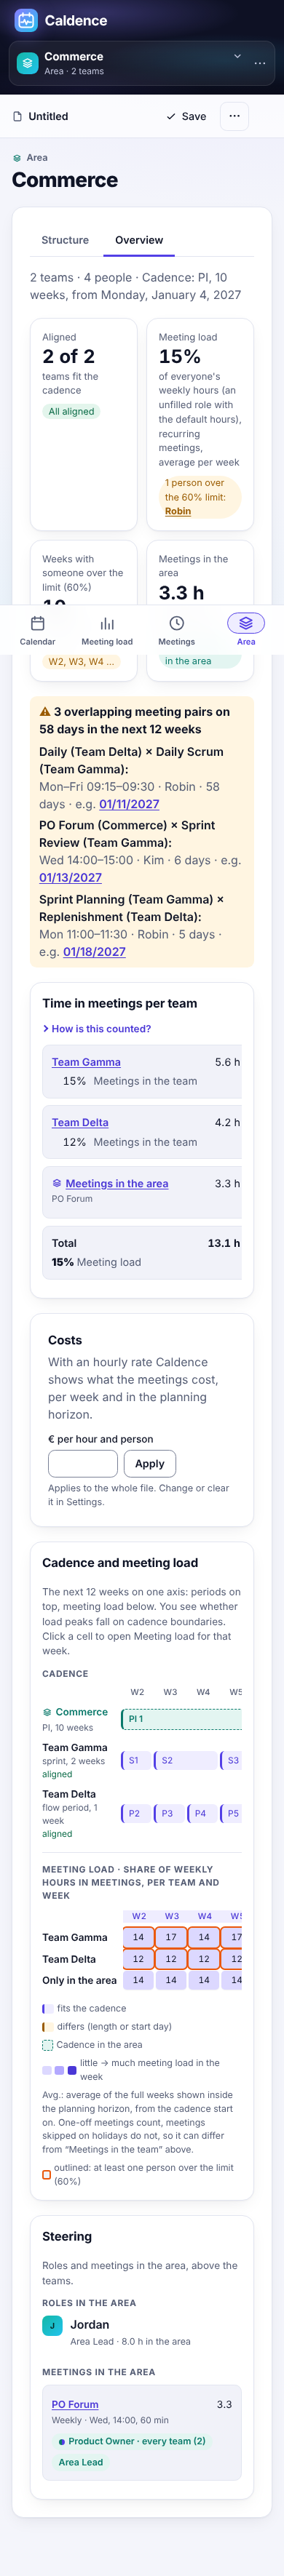 Caldence
Commerce
Area · 2 teams
Untitled
Save
Area
Commerce
Structure Overview
2 teams · 4 people · Cadence: PI, 10
weeks, from Monday, January 4, 2027
Aligned
2 of 2
teams fit the
cadence
All aligned
Meeting load
15%
of everyone's
weekly hours (an
unfilled role with
the default hours),
recurring
meetings,
average per week
1 person over
the 60% limit:
Robin
Weeks with
someone over the
limit (60%)
W2, W3, W4 ...
Meetings in the
area
3.3 h
in the area
Calendar Meeting load Meetings Area
3 overlapping meeting pairs on
58 days in the next 12 weeks
Daily (Team Delta) × Daily Scrum
(Team Gamma):
Mon–Fri 09:15–09:30 · Robin · 58
days · e.g. 01/11/2027
PO Forum (Commerce) × Sprint
Review (Team Gamma):
Wed 14:00–15:00 · Kim · 6 days · e.g.
01/13/2027
Sprint Planning (Team Gamma) ×
Replenishment (Team Delta):
Mon 11:00–11:30 · Robin · 5 days ·
e.g. 01/18/2027
Time in meetings per team
How is this counted?
Team Gamma 5.6 h
15% Meetings in the team
Team Delta 4.2 h
12% Meetings in the team
Meetings in the area 3.3 h
PO Forum
Total 13.1 h
15% Meeting load
Costs
With an hourly rate Caldence
shows what the meetings cost,
per week and in the planning
horizon.
€ per hour and person
Apply
Applies to the whole file. Change or clear
it in Settings.
Cadence and meeting load
The next 12 weeks on one axis: periods on
top, meeting load below. You see whether
load peaks fall on cadence boundaries.
Click a cell to open Meeting load for that
week.
CADENCE
W2 W3 W4 W5
Commerce
PI, 10 weeks
PI 1
Team Gamma
sprint, 2 weeks
aligned
S1 S2 S3
Team Delta
flow period, 1
week
aligned
P2 P3 P4 P5
MEETING LOAD · SHARE OF WEEKLY
HOURS IN MEETINGS, PER TEAM AND
WEEK
W2 W3 W4 W5
Team Gamma 14 17 14 17
Team Delta 12 12 12 12
Only in the area 14 14 14 14
fits the cadence
differs (length or start day)
Cadence in the area
little → much meeting load in the
week
Avg.: average of the full weeks shown inside
the planning horizon, from the cadence start
on. One-off meetings count, meetings
skipped on holidays do not, so it can differ
from “Meetings in the team” above.
outlined: at least one person over the limit
(60%)
Steering
Roles and meetings in the area, above the
teams.
ROLES IN THE AREA
J
Jordan
Area Lead · 8.0 h in the area
MEETINGS IN THE AREA
PO Forum 3.3
Weekly · Wed, 14:00, 60 min
Product Owner · every team (2)
Area Lead